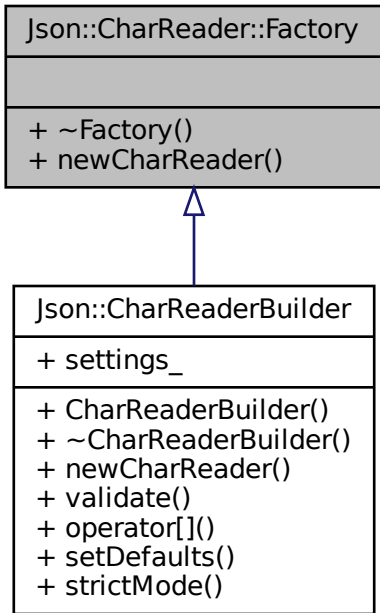 Json::CharReader::Factory
+ ~Factory()
+ newCharReader()
Json::CharReaderBuilder
+ settings_
+ CharReaderBuilder()
+ ~CharReaderBuilder()
+ newCharReader()
+ validate()
+ operator[]()
+ setDefaults()
+ strictMode()